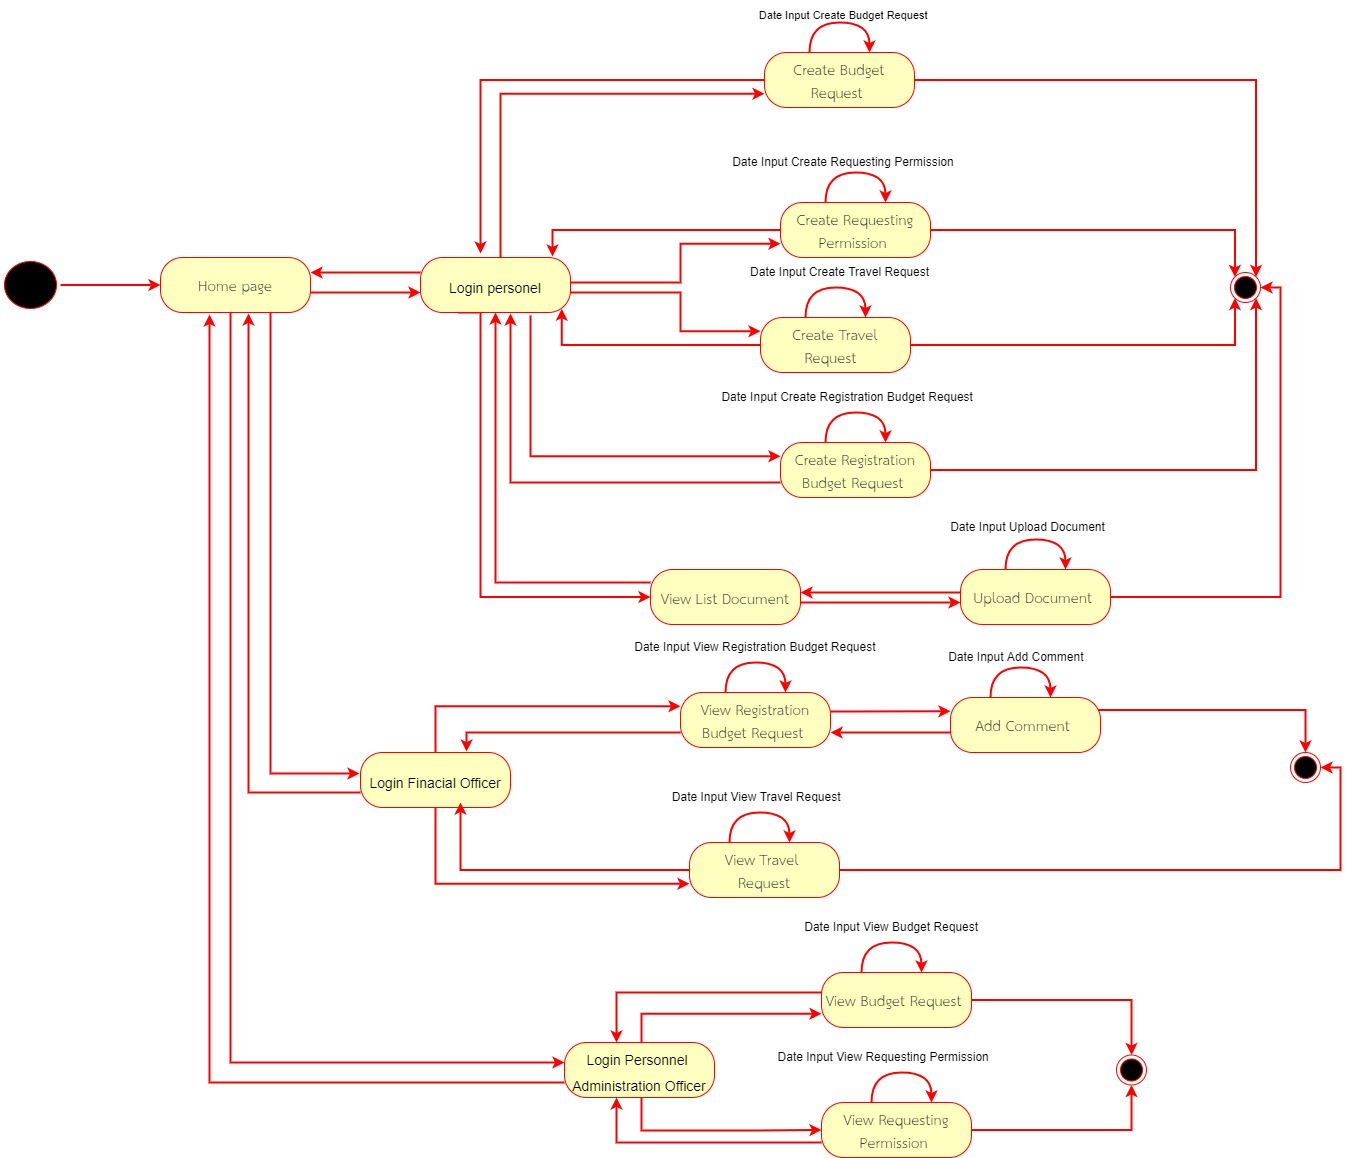 Date Input Create Budget Request
Create Budget
Request
Date Input Create Requesting Permission
Create Requesting
Permission
Date Input Create Travel Request
Home page
Login personel
Create Travel
Request
Date Input Create Registration Budget Request
Create Registration
Budget Request
Date Input Upload Document
View List Document
Upload Document
Date Input View Registration Budget Request
Date Input Add Comment
View Registration
Budget Request
Add Comment
Login Finacial Officer
Date Input View Travel Request
View Travel
Request
Date Input View Budget Request
View Budget Request
Login Personnel
Administration Officer
Date Input View Requesting Permission
View Requesting
Permission